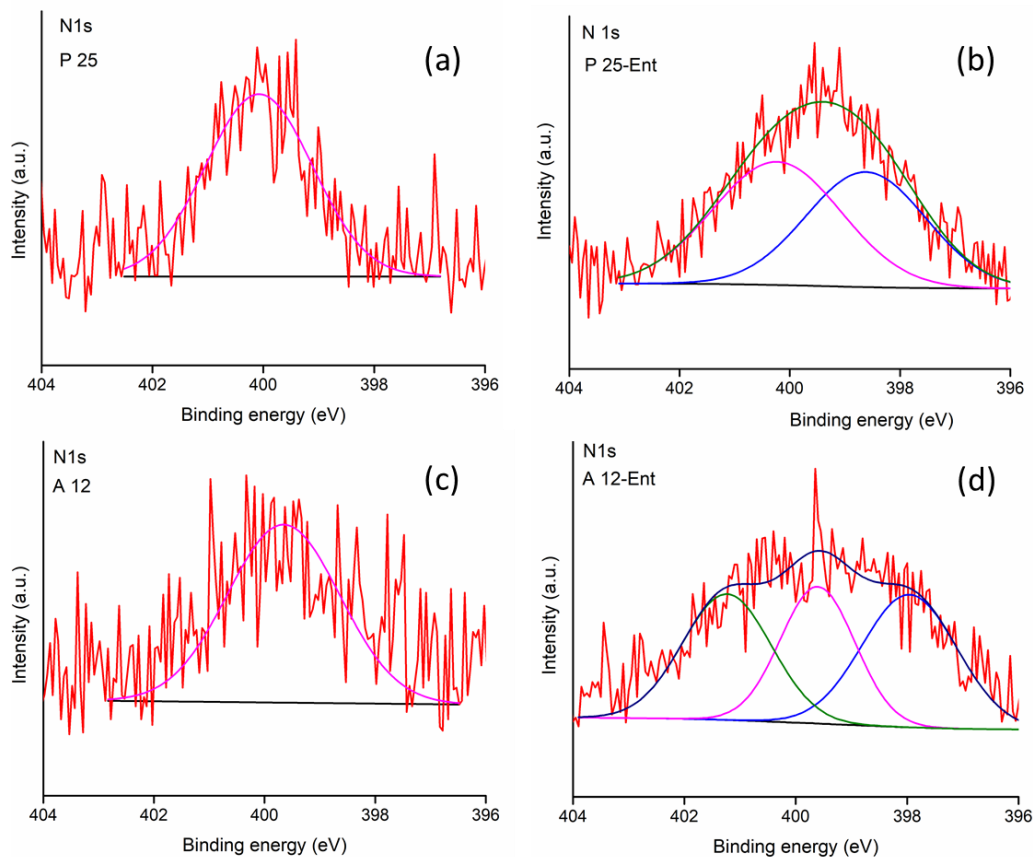 N1s
P 25
(a)
Intensity (a.u.)
404 402 400 398 396
Binding energy (eV)
N 1s
P 25-Ent
(b)
Intensity (a.u.)
404 402 400 398 396
Binding energy (eV)
N1s
A 12
(c)
Intensity (a.u.)
404 402 400 398 396
Binding energy (eV)
N1s
A 12-Ent
(d)
Intensity (a.u.)
404 402 400 398 396
Binding energy (eV)